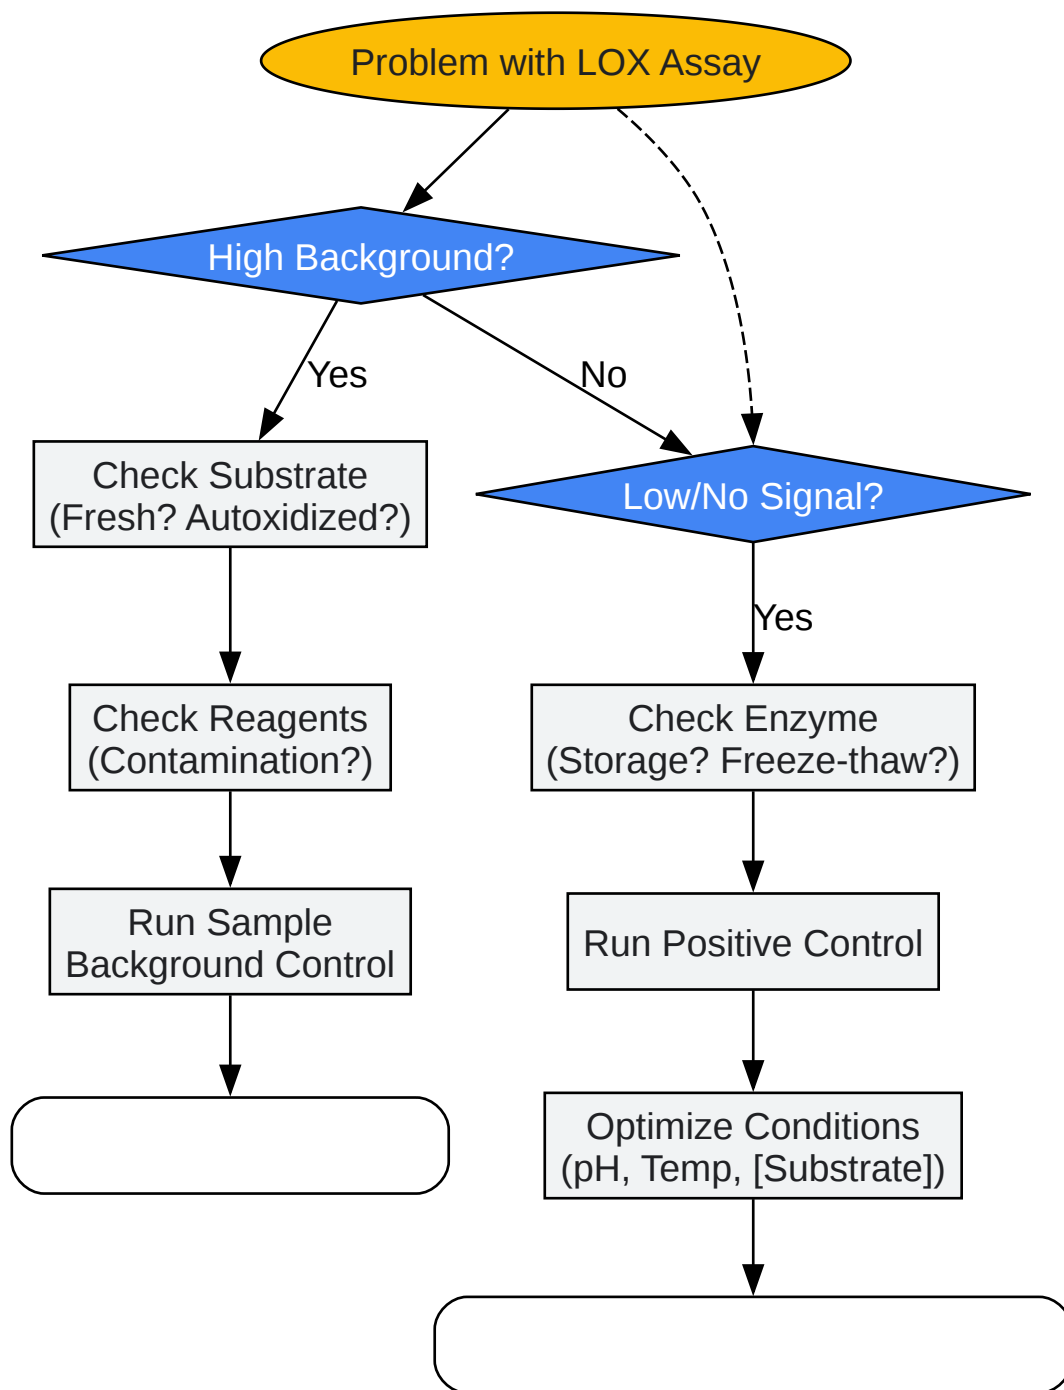 Problem with LOX Assay
High Background?
Yes
No
Check Substrate
(Fresh? Autoxidized?)
Low/No Signal?
Yes
Check Reagents
(Contamination?)
Check Enzyme
(Storage? Freeze-thaw?)
Run Sample
Background Control
Run Positive Control
Optimize Conditions
(pH, Temp, [Substrate])